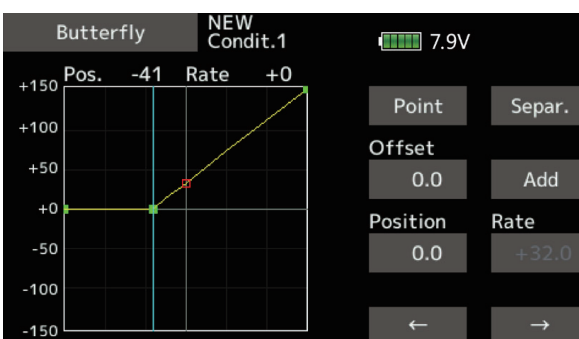 Butterfly
NEW
Condit.1
7.9V
Pos. -41 Rate +0
+150
+100
+50
+0
-50
-100
-150
Point Separ.
Offset
0.0 Add
Position Rate
0.0 +32.0
← →